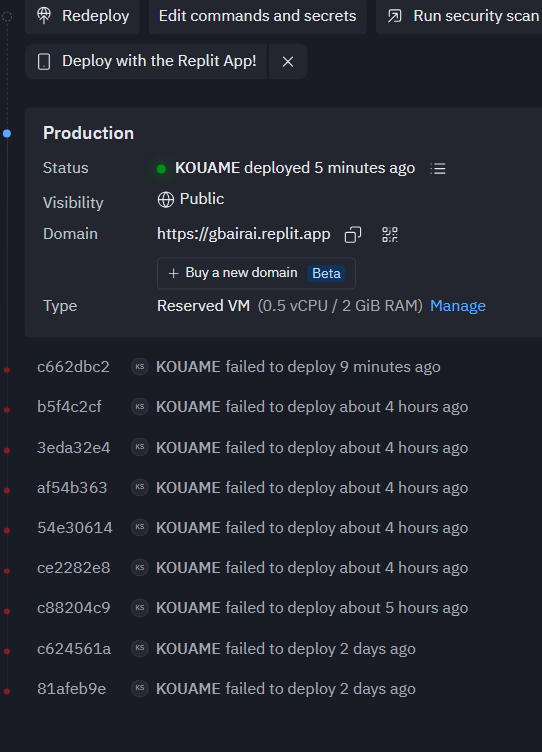 Redeploy Edit commands and secrets Run security scan
Deploy with the Replit App!
Production
Status KOUAME deployed 5 minutes ago
Visibility Public
Domain https://gbairai.replit.app
+ Buy a new domain Beta
Type Reserved VM (0.5 vCPU / 2 GiB RAM) Manage
c662dbc2 KS KOUAME failed to deploy 9 minutes ago
b5f4c2cf KS KOUAME failed to deploy about 4 hours ago
3eda32e4 KS KOUAME failed to deploy about 4 hours ago
af54b363 KS KOUAME failed to deploy about 4 hours ago
54e30614 KS KOUAME failed to deploy about 4 hours ago
ce2282e8 KS KOUAME failed to deploy about 4 hours ago
c88204c9 KS KOUAME failed to deploy about 5 hours ago
c624561a KS KOUAME failed to deploy 2 days ago
81afeb9e KS KOUAME failed to deploy 2 days ago